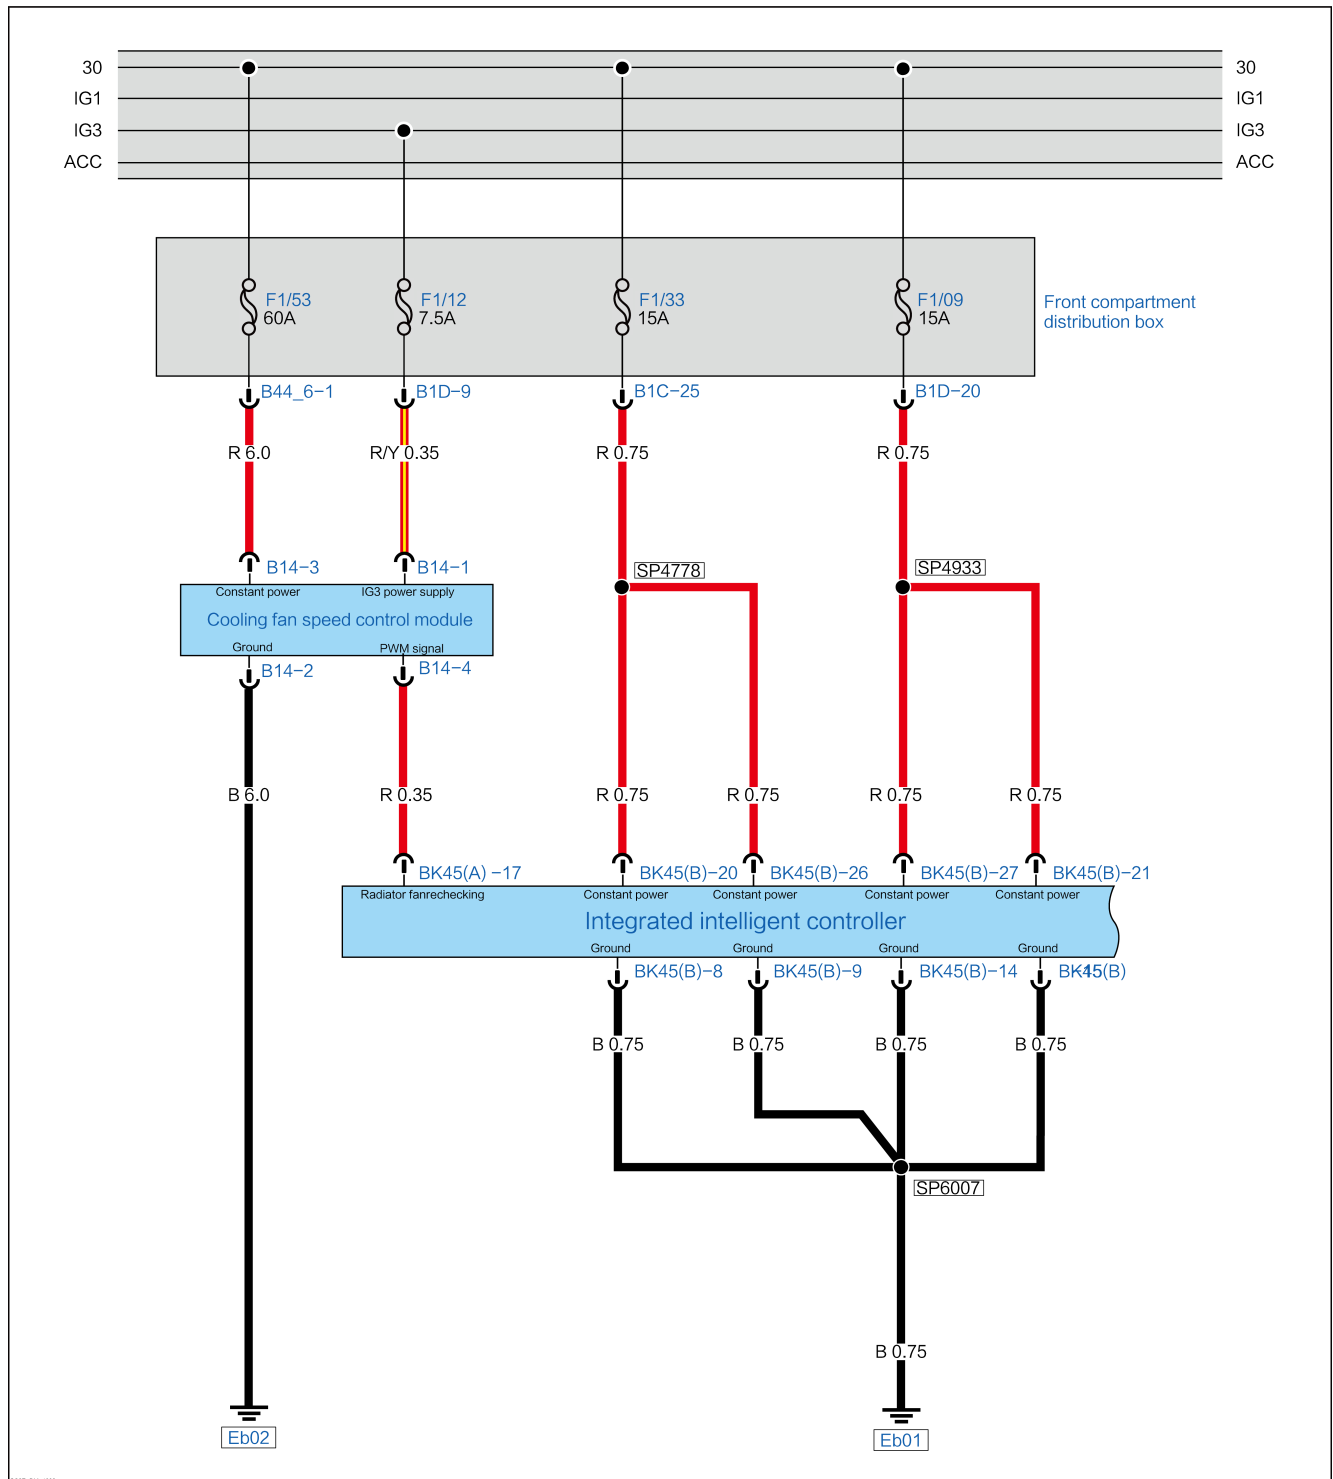 30 30
IG1 IG1
IG3 IG3
ACC ACC
F1/53 F1/12 F1/33 F1/09
60A 7.5A 15A 15A
Front compartment
distribution box
B44_6-1 B1D-9 B1C-25 B1D-20
R 6.0 R/Y 0.35 R 0.75 R 0.75
B14-3 B14-1 SP4778 SP4933
Constant power IG3 power supply
Cooling fan speed control module
Ground PWM signal
B14-2 B14-4
B 6.0 R 0.35 R 0.75 R 0.75 R 0.75 R 0.75
BK45(A) -17 BK45(B)-20 BK45(B)-26 BK45(B)-27 BK45(B)-21
Radiator fanrechecking Constant power Constant power Constant power Constant power
Integrated intelligent controller
Ground Ground Ground Ground
BK45(B)-8 BK45(B)-9 BK45(B)-14
B 0.75 B 0.75 B 0.75 B 0.75
SP6007
B 0.75
Eb02 Eb01